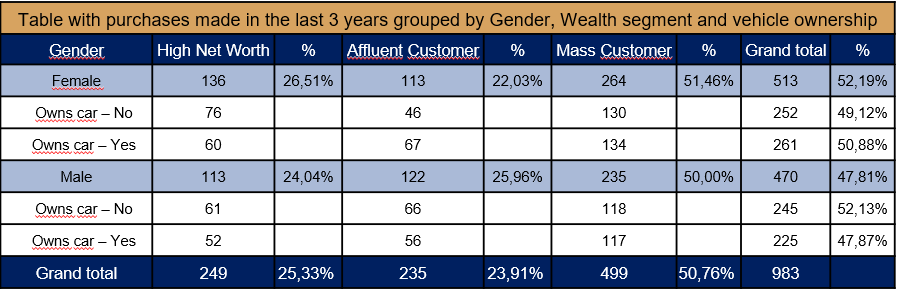 Table with purchases made in the last 3 years grouped by Gender, Wealth segment and vehicle ownership
Gender High Net Worth % Affluent Customer % Mass Customer % Grand total %
Female 136 26,51% 113 22,03% 264 51,46% 513 52,19%
Owns car – No 76 46 130 252 49,12%
Owns car – Yes 60 67 134 261 50,88%
Male 113 24,04% 122 25,96% 235 50,00% 470 47,81%
Owns car – No 61 66 118 245 52,13%
Owns car – Yes 52 56 117 225 47,87%
Grand total 249 25,33% 235 23,91% 499 50,76% 983